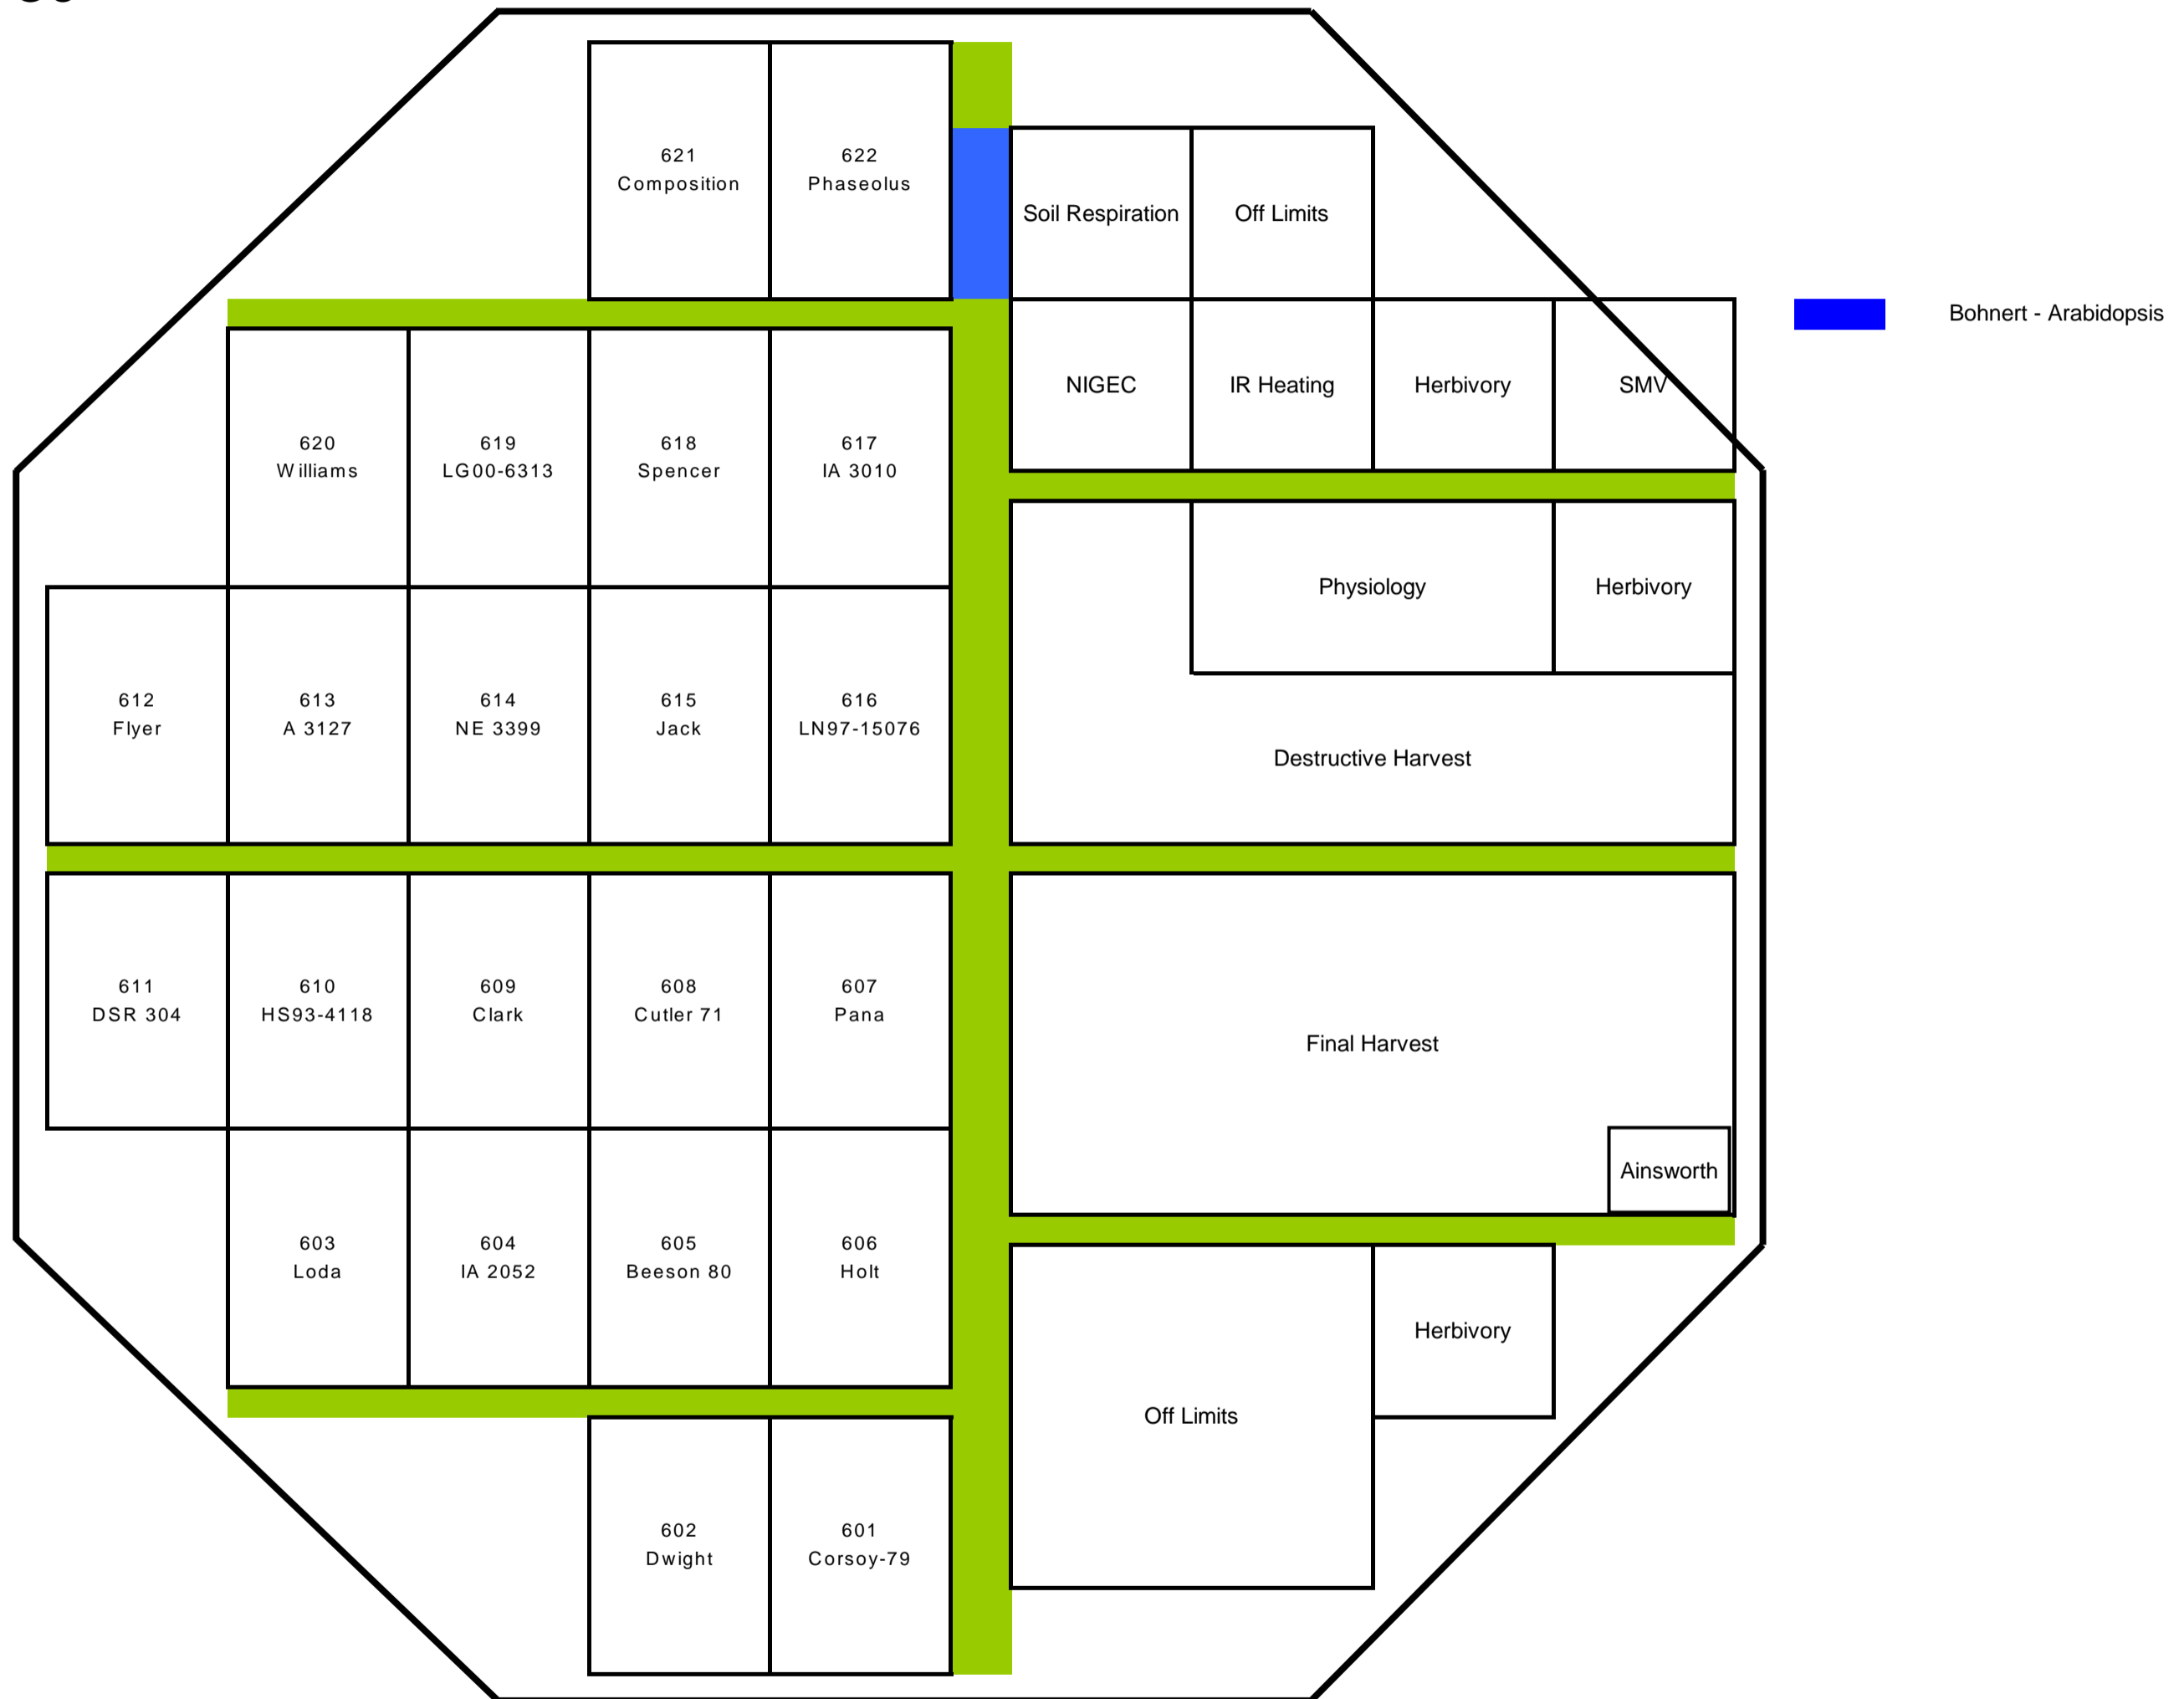 621
Composition
622
Phaseolus
Soil Respiration
Off Limits
Bohnert - Arabidopsis
NIGEC
IR Heating
Herbivory
SMV
620
Williams
619
LG00-6313
618
Spencer
617
IA 3010
Physiology
Herbivory
612
Flyer
613
A 3127
614
NE 3399
615
Jack
616
LN97-15076
Destructive Harvest
611
DSR 304
610
HS93-4118
609
Clark
608
Cutler 71
607
Pana
Final Harvest
Ainsworth
603
Loda
604
IA 2052
605
Beeson 80
606
Holt
Herbivory
Off Limits
602
Dwight
601
Corsoy-79